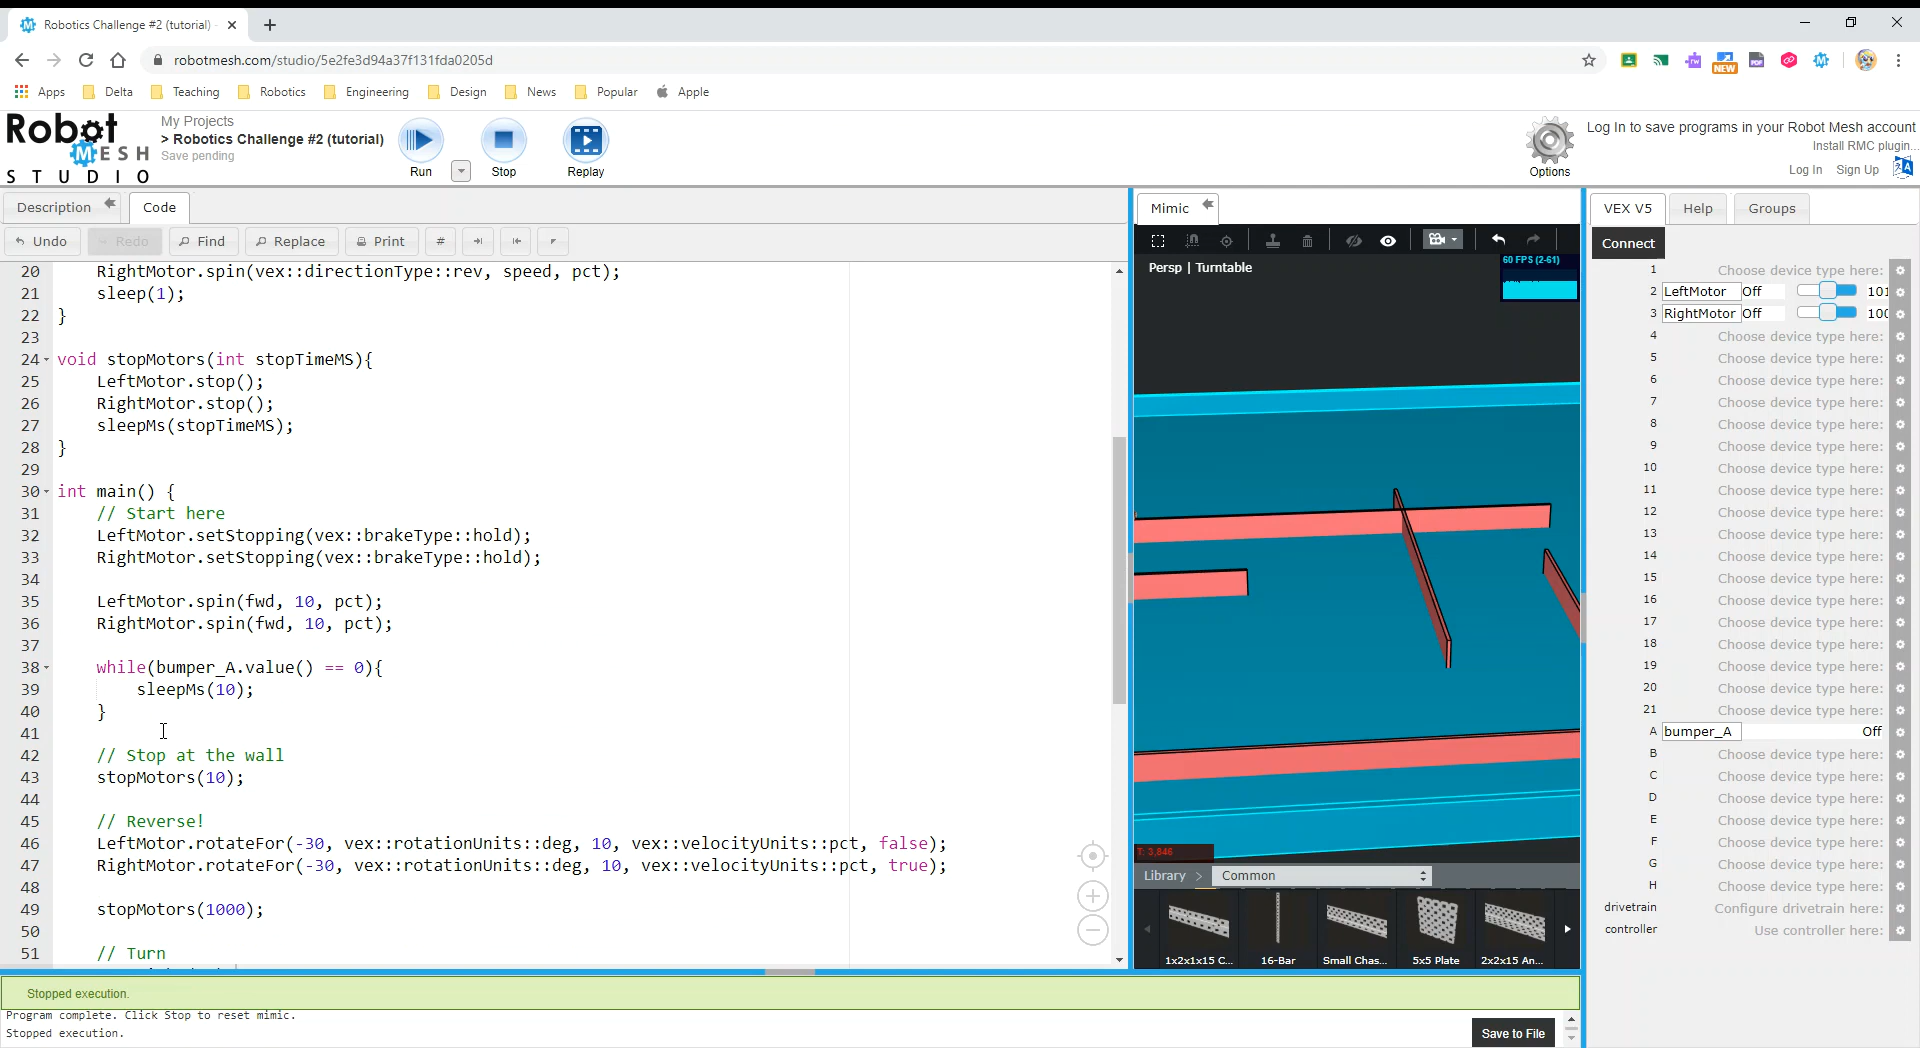 Robotics Challenge #2 (tutorial)
robotmesh.com/studio/5e2fe3d94a37f131fda0205d
NEW
Apps
Delta
Teaching
Robotics
Engineering
Design
News
Popular
Apple
Robot
MESH
STUDIO
My Projects
> Robotics Challenge #2 (tutorial)
Save pending
Run
Stop
Replay
Options
Log In to save programs in your Robot Mesh account
Install RMC plugin...
Log In Sign Up
Description
Code
Undo
Redo
Find
Replace
Print
#
20 RightMotor.spin(vex::directionType::rev, speed, pct);
21 sleep(1);
22 }
23
24 void stopMotors(int stopTimeMS){
25 LeftMotor.stop();
26 RightMotor.stop();
27 sleepMs(stopTimeMS);
28 }
29
30 int main() {
31 // Start here
32 LeftMotor.setStopping(vex::brakeType::hold);
33 RightMotor.setStopping(vex::brakeType::hold);
34
35 LeftMotor.spin(fwd, 10, pct);
36 RightMotor.spin(fwd, 10, pct);
37
38 while(bumper_A.value() == 0){
39 sleepMs(10);
40 }
41
42 // Stop at the wall
43 stopMotors(10);
44
45 // Reverse!
46 LeftMotor.rotateFor(-30, vex::rotationUnits::deg, 10, vex::velocityUnits::pct, false);
47 RightMotor.rotateFor(-30, vex::rotationUnits::deg, 10, vex::velocityUnits::pct, true);
48
49 stopMotors(1000);
50
51 // Turn
Mimic
Persp | Turntable
60 FPS (2-61)
T: 3,846
Library > Common
1x2x1x15 C...
16-Bar
Small Chas...
5x5 Plate
2x2x15 An...
VEX V5
Help
Groups
Connect
1 Choose device type here:
2 LeftMotor Off 101
3 RightMotor Off 100
4 Choose device type here:
5 Choose device type here:
6 Choose device type here:
7 Choose device type here:
8 Choose device type here:
9 Choose device type here:
10 Choose device type here:
11 Choose device type here:
12 Choose device type here:
13 Choose device type here:
14 Choose device type here:
15 Choose device type here:
16 Choose device type here:
17 Choose device type here:
18 Choose device type here:
19 Choose device type here:
20 Choose device type here:
21 Choose device type here:
A bumper_A Off
B Choose device type here:
C Choose device type here:
D Choose device type here:
E Choose device type here:
F Choose device type here:
G Choose device type here:
H Choose device type here:
drivetrain Configure drivetrain here:
controller Use controller here:
Stopped execution.
Program complete. Click Stop to reset mimic.
Stopped execution.
Save to File